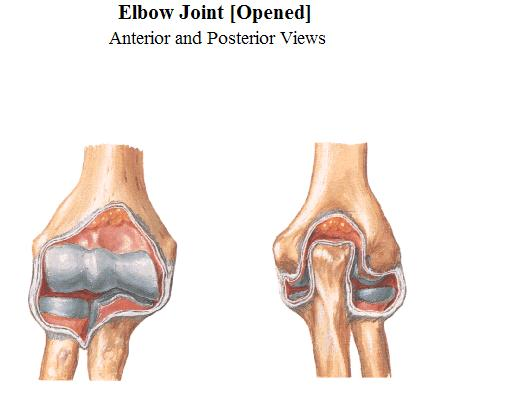 Elbow Joint [Opened]
Anterior and Posterior Views